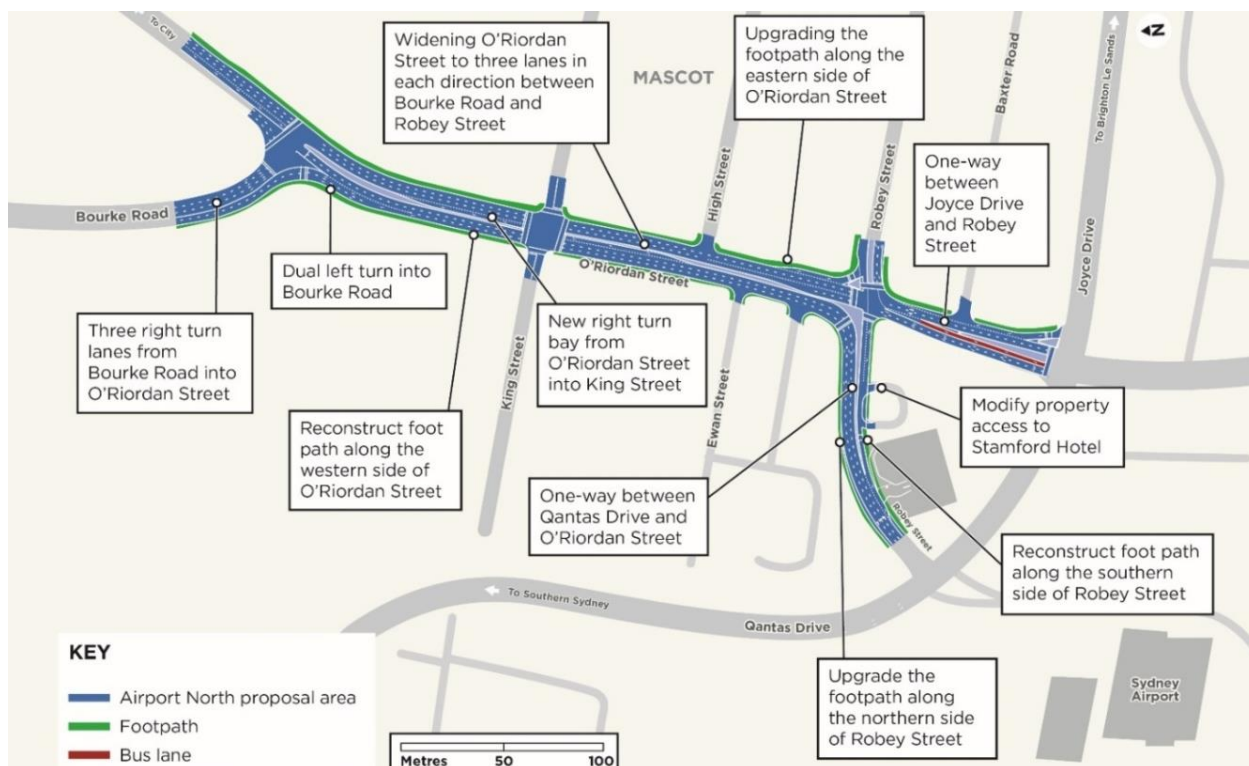 To City
Widening O'Riordan
Street to three lanes in
each direction between
Bourke Road and
Robey Street
MASCOT
Upgrading the
footpath along the
eastern side of
O'Riordan Street
N
Baxter Road
To Brighton Le Sands
High Street
Robey Street
One-way
between
Joyce Drive
and Robey
Street
Joyce Drive
Bourke Road
Dual left turn into
Bourke Road
O'Riordan Street
Three right turn
lanes from
Bourke Road into
O'Riordan Street
King Street
New right turn
bay from
O'Riordan Street
into King Street
Ewan Street
Modify property
access to
Stamford Hotel
Reconstruct foot
path along the
western side of
O'Riordan Street
One-way between
Qantas Drive and
O'Riordan Street
Robey Street
Reconstruct foot path
along the southern
side of Robey Street
To Southern Sydney
Qantas Drive
Upgrade the
footpath along
the northern side
of Robey Street
Sydney
Airport
KEY
Airport North proposal area
Footpath
Bus lane
Metres 50 100